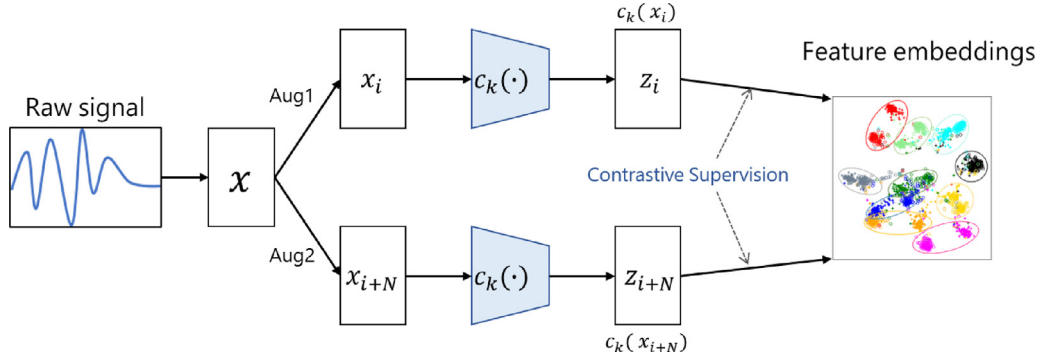 c_k(x_i)
Feature embeddings
x_i
c_k(·)
z_i
Raw signal
Aug1
x
Contrastive Supervision
Aug2
x_{i+N}
c_k(·)
z_{i+N}
c_k(x_{i+N})